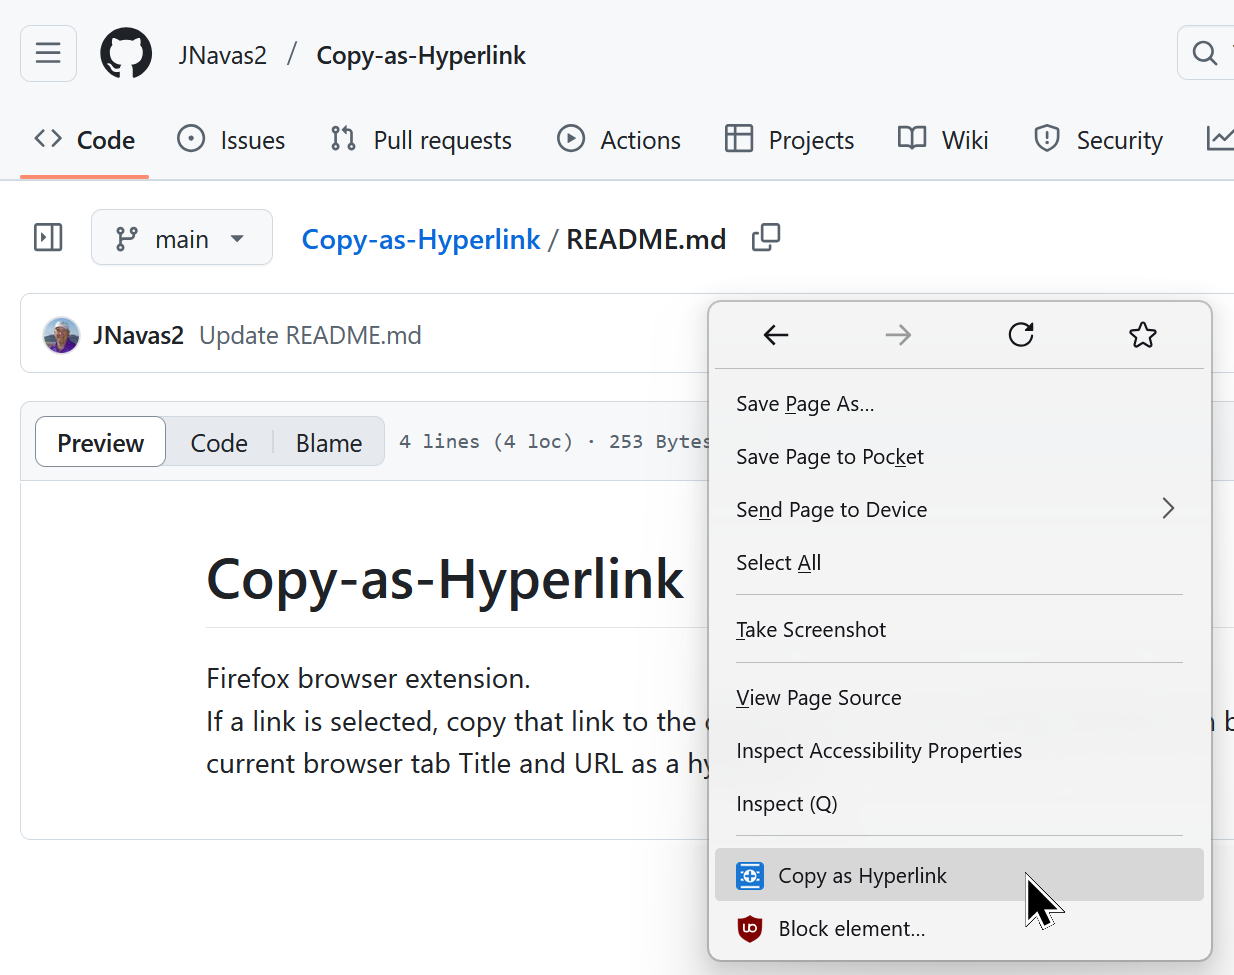 JNavas2 / Copy-as-Hyperlink
Code Issues Pull requests Actions Projects Wiki Security
main Copy-as-Hyperlink / README.md
JNavas2 Update README.md
Preview Code Blame 4 lines (4 loc) · 253 Bytes
Copy-as-Hyperlink
Firefox browser extension.
If a link is selected, copy that link to the
current browser tab Title and URL as a
Save Page As...
Save Page to Pocket
Send Page to Device
Select All
Take Screenshot
View Page Source
Inspect Accessibility Properties
Inspect (Q)
Copy as Hyperlink
Block element...